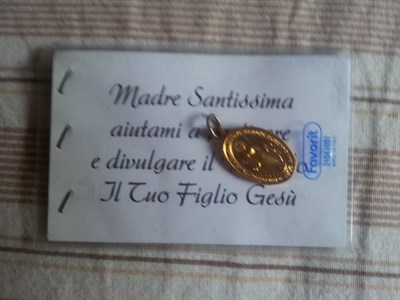 Madre Santissima
aiutami a
e divulgare il
Il Tuo Figlio Gesù
Favorit